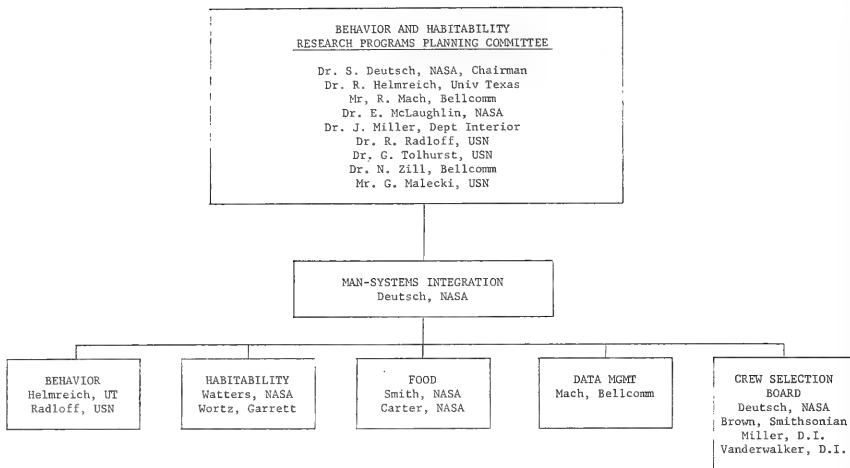 BEHAVIOR AND HABITABILITY
RESEARCH PROGRAMS PLANNING COMMITTEE
Dr. S. Deutsch, NASA, Chairman
Dr. R. Helmreich, Univ Texas
Mr, R. Mach, Bellcomm
Dr. E. McLaughlin, NASA
Dr. J. Miller, Dept Interior
Dr. R. Radloff, USN
Dr. G. Tolhurst, USN
Dr. N. Zill, Bellcomm
Mr. G. Malecki, USN
MAN-SYSTEMS INTEGRATION
Deutsch, NASA
BEHAVIOR
Helmreich, UT
Radloff, USN
HABITABILITY
Watters, NASA
Wortz, Garrett
FOOD
Smith, NASA
Carter, NASA
DATA MGMT
Mach, Bellcomm
CREW SELECTION
BOARD
Deutsch, NASA
Brown, Smithsonian
Miller, D.I.
Vanderwalker, D.I.